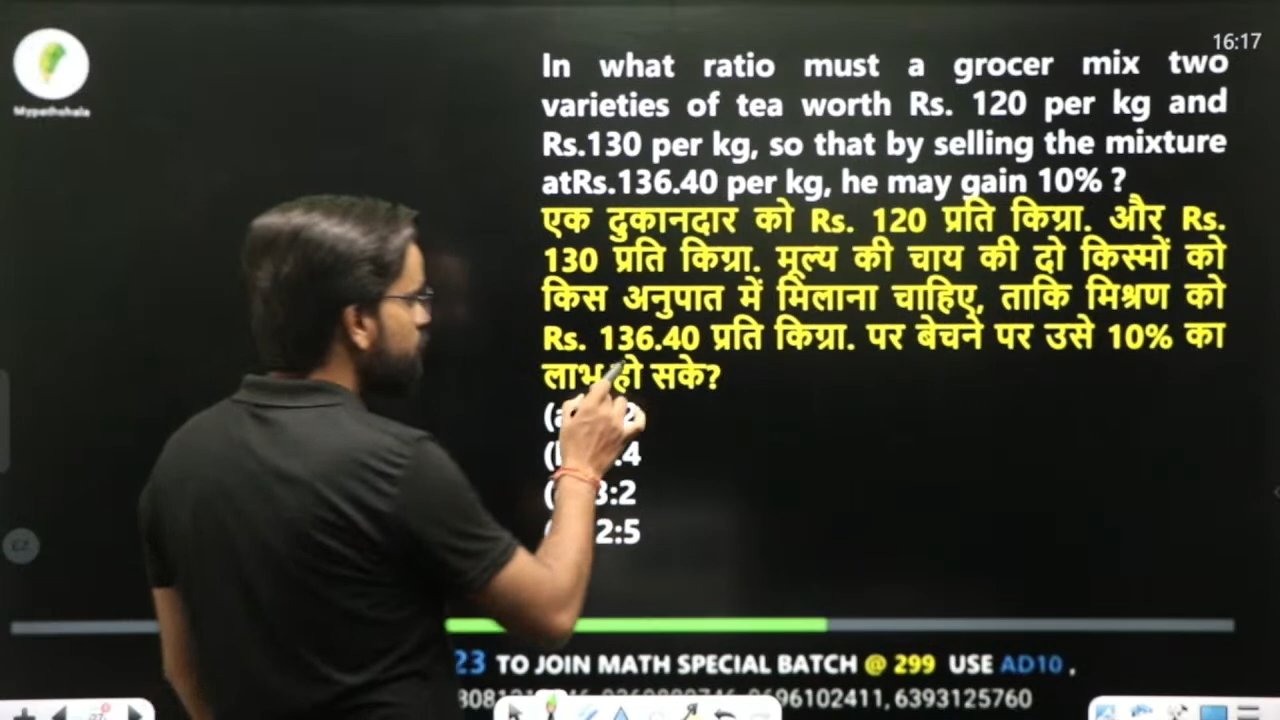 16:17
Mypathshala
In what ratio must a grocer mix two
varieties of tea worth Rs. 120 per kg and
Rs.130 per kg, so that by selling the mixture
atRs.136.40 per kg, he may gain 10% ?
एक दुकानदार को Rs. 120 प्रति किग्रा. और Rs.
130 प्रति किग्रा. मूल्य की चाय की दो किस्मों को
किस अनुपात में मिलाना चाहिए, ताकि मिश्रण को
Rs. 136.40 प्रति किग्रा. पर बेचने पर उसे 10% का
लाभ हो सके?
3:2
2:5
EZ
23 TO JOIN MATH SPECIAL BATCH @ 299 USE AD10 ,
6393125760